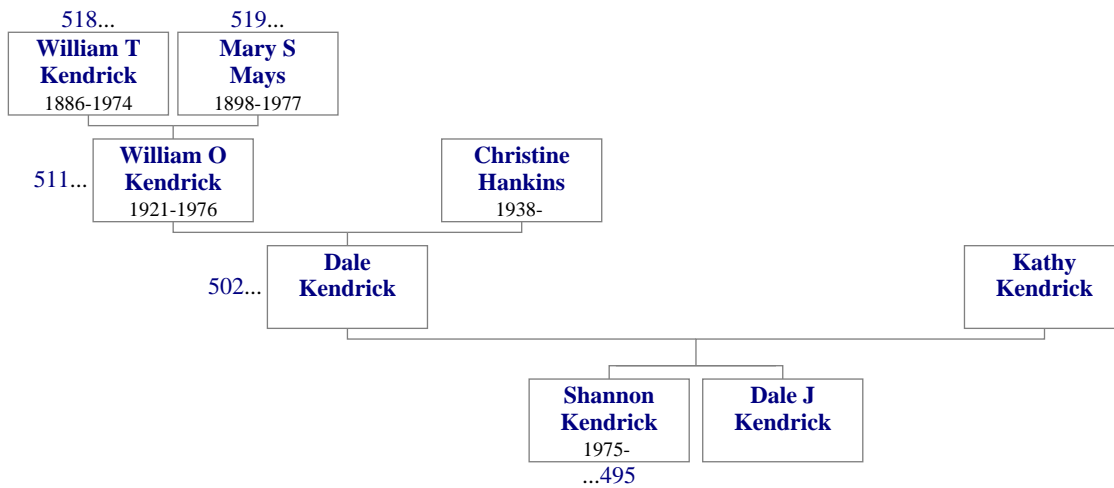 518...
519...
William T
Kendrick
1886-1974
Mary S
Mays
1898-1977
511...
William O
Kendrick
1921-1976
Christine
Hankins
1938-
502...
Dale
Kendrick
Kathy
Kendrick
Shannon
Kendrick
1975-
...495
Dale J
Kendrick